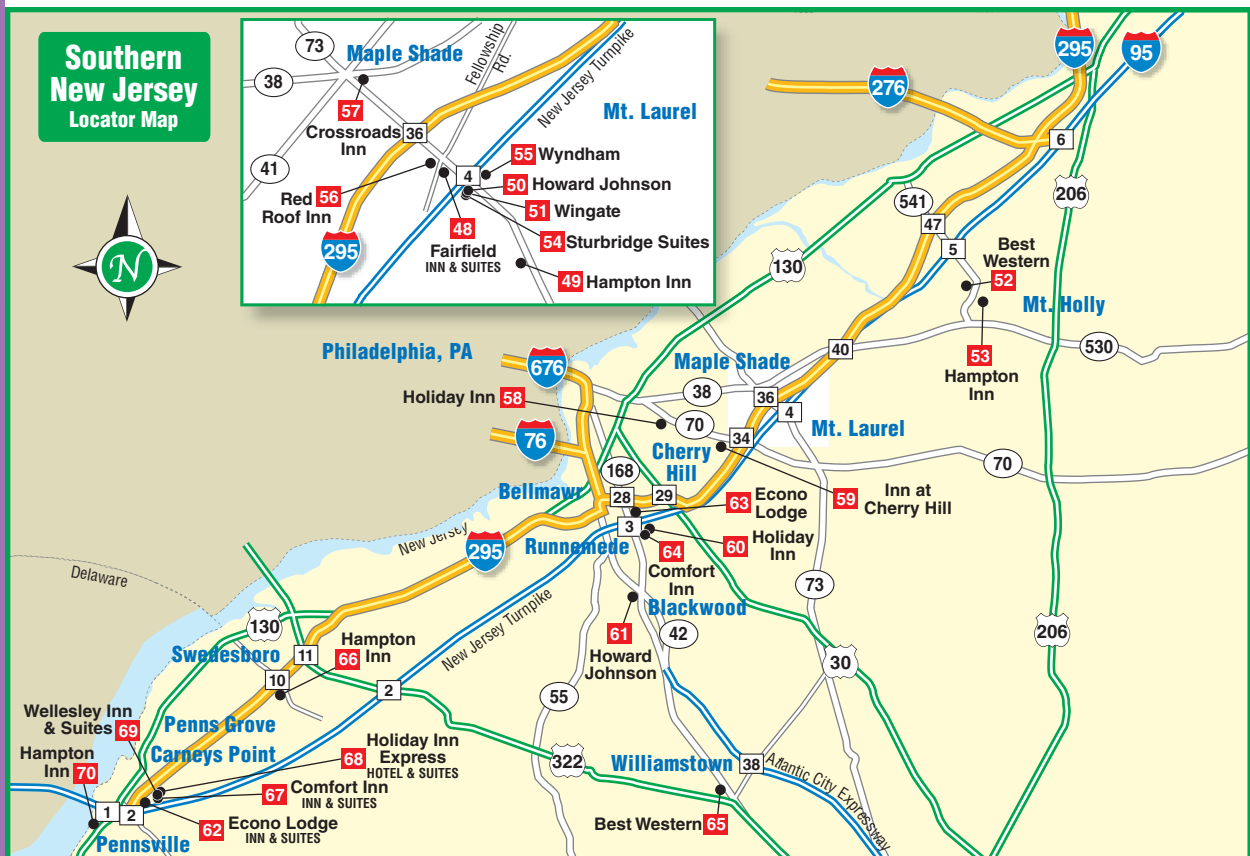 Southern
New Jersey
Locator Map
73
Maple Shade
38
Fellowship
Rd.
New Jersey Turnpike
Mt. Laurel
57
Crossroads
Inn
36
41
55 Wyndham
4
50 Howard Johnson
Red
Roof Inn
56
51 Wingate
48
Fairfield
INN & SUITES
54 Sturbridge Suites
295
49 Hampton Inn
N
295
95
276
6
206
541
47
5
Best
Western
52
130
Mt. Holly
53
Hampton
Inn
530
40
Philadelphia, PA
676
Maple Shade
38
36
4
Holiday Inn 58
70
34
Mt. Laurel
76
Cherry
Hill
70
168
Bellmawr
28
29
63
Econo
Lodge
59
Inn at
Cherry Hill
New Jersey
295
3
Runnemede
64
Comfort
Inn
60
Holiday
Inn
Delaware
73
New Jersey Turnpike
Blackwood
61
Howard
Johnson
42
130
Swedesboro
11
Hampton
Inn
66
10
2
206
30
55
Penns Grove
Wellesley Inn
& Suites 69
Carneys Point
Hampton
Inn 70
68
Holiday Inn
Express
HOTEL & SUITES
67
Comfort Inn
INN & SUITES
322
Williamstown
38
Atlantic City Expressway
1
2
62
Econo Lodge
INN & SUITES
Best Western 65
Pennsville